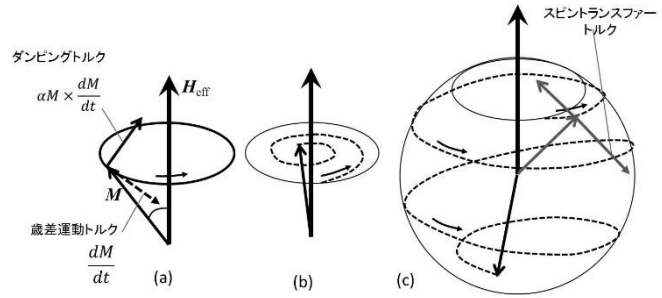 ダンピングトルク
αM × dM/dt
H_eff
M
歳差運動トルク
dM/dt
(a)
(b)
スピントランスファー
トルク
(c)